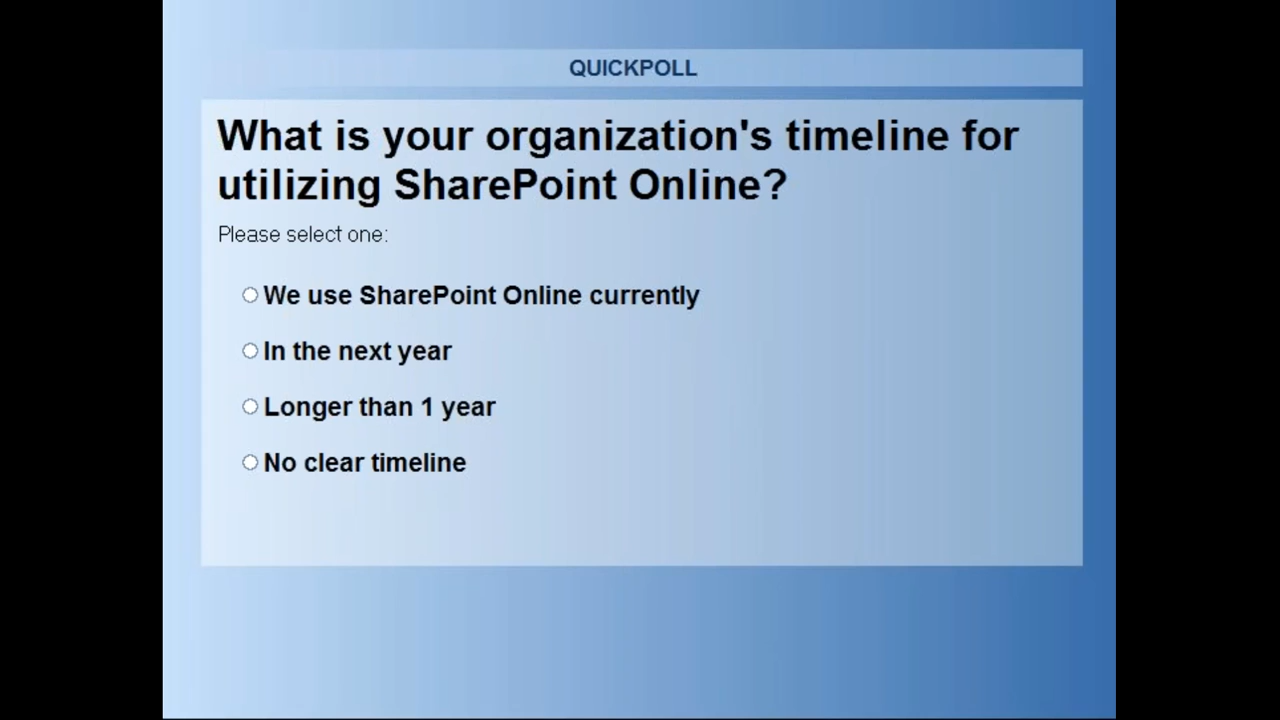 QUICKPOLL
What is your organization's timeline for
utilizing SharePoint Online?
Please select one:
We use SharePoint Online currently
In the next year
Longer than 1 year
No clear timeline